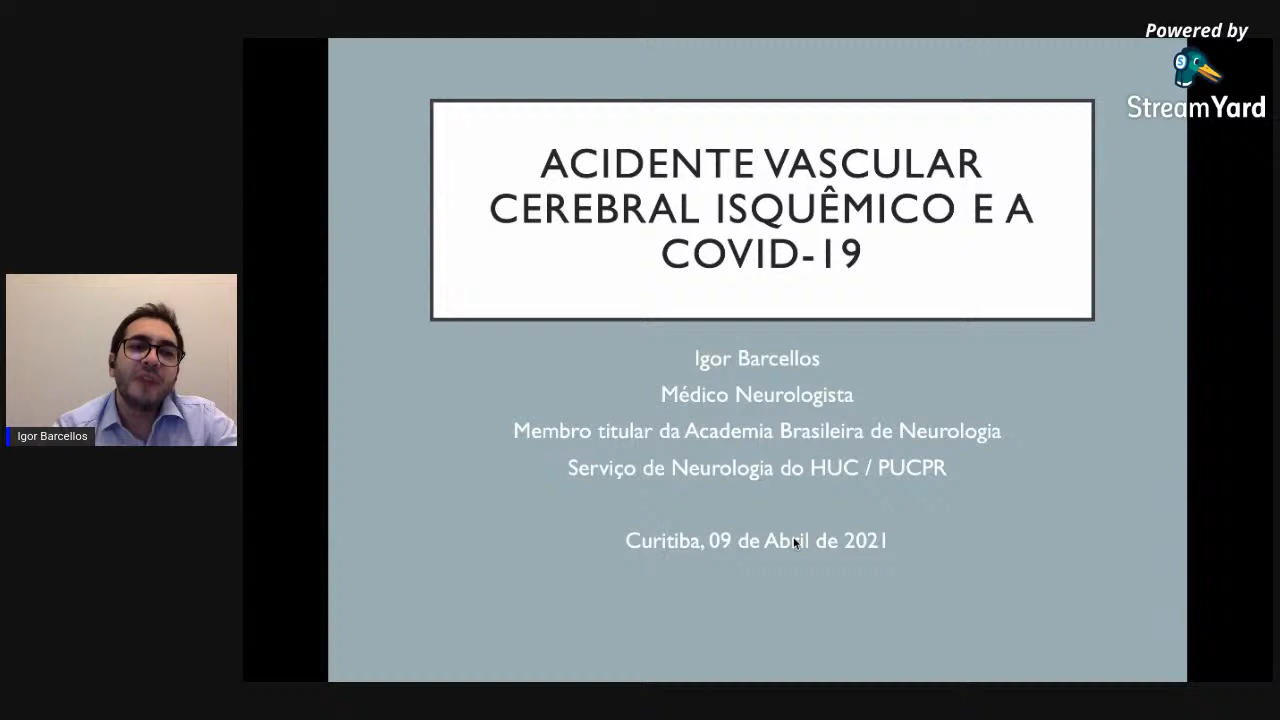 Powered by
StreamYard
ACIDENTE VASCULAR
CEREBRAL ISQUÊMICO E A
COVID-19
Igor Barcellos
Médico Neurologista
Membro titular da Academia Brasileira de Neurologia
Serviço de Neurologia do HUC / PUCPR
Curitiba, 09 de Abril de 2021
Igor Barcellos